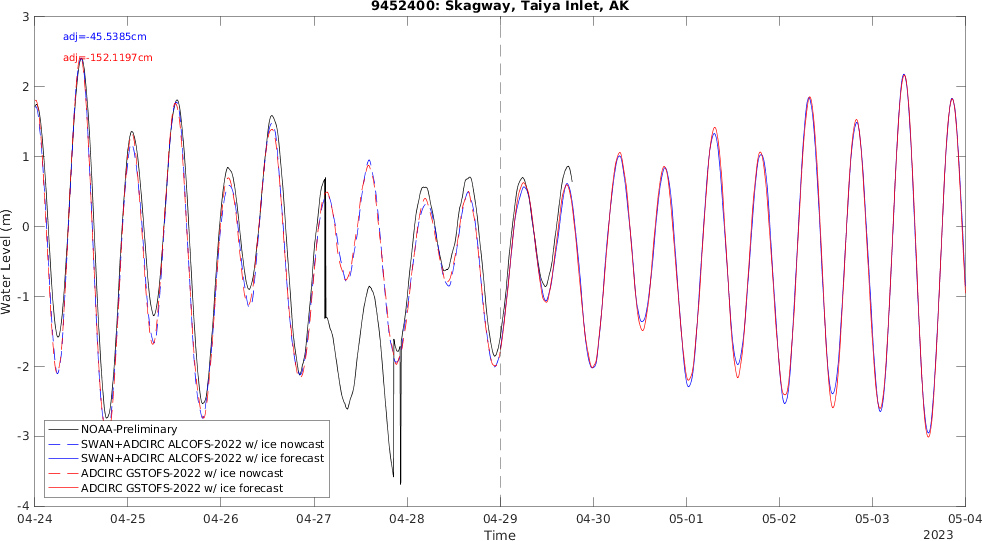 9452400: Skagway, Taiya Inlet, AK
adj=-45.5385cm
adj=-152.1197cm
Water Level (m)
3
2
1
0
-1
-2
-3
-4
NOAA-Preliminary
SWAN+ADCIRC ALCOFS-2022 w/ ice nowcast
SWAN+ADCIRC ALCOFS-2022 w/ ice forecast
ADCIRC GSTOFS-2022 w/ ice nowcast
ADCIRC GSTOFS-2022 w/ ice forecast
04-24 04-25 04-26 04-27 04-28 04-29 04-30 05-01 05-02 05-03 05-04
Time
2023